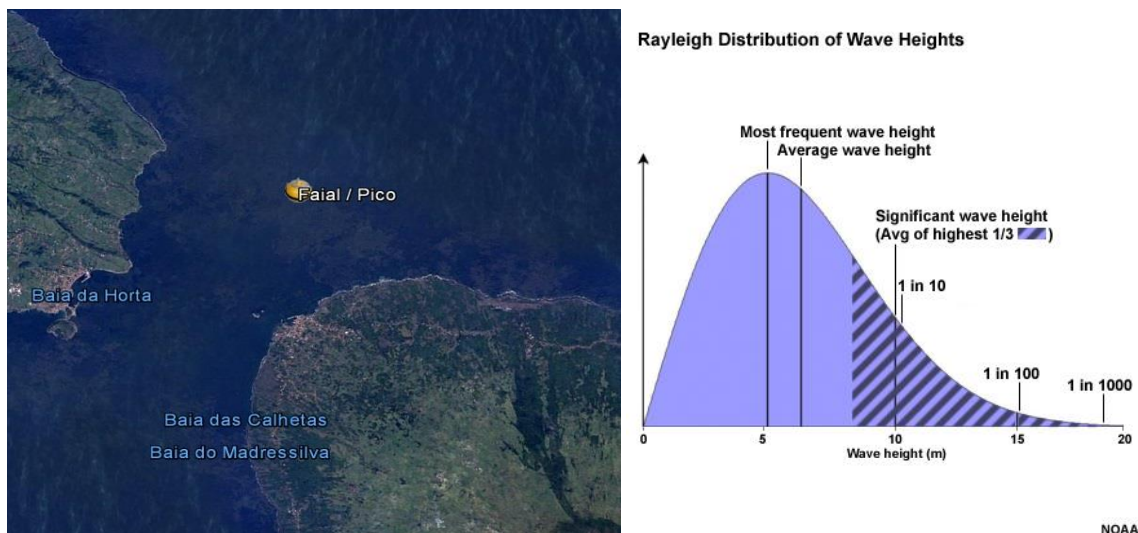 Faial / Pico
Baia da Horta
Baia das Calhetas
Baia do Madressilva
Rayleigh Distribution of Wave Heights
Most frequent wave height
Average wave height
Significant wave height
(Avg of highest 1/3 )
1 in 10
1 in 100
1 in 1000
0 5 10 15 20
Wave height (m)
NOAA